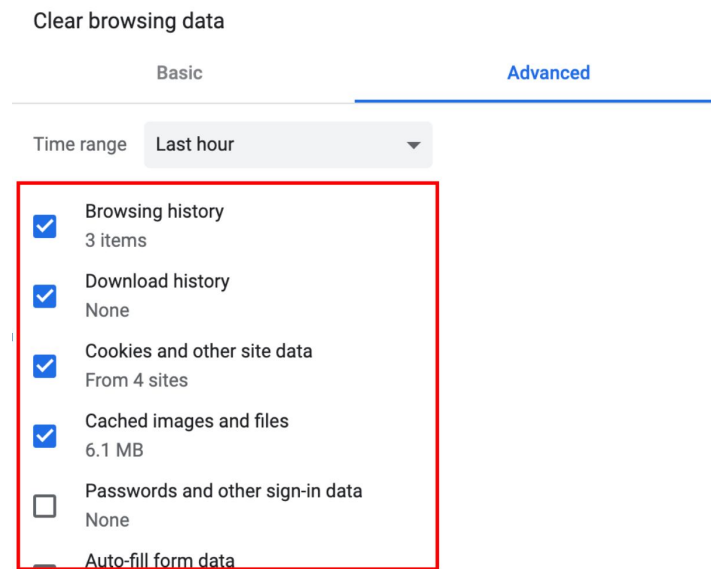 Clear browsing data
Basic Advanced
Time range Last hour
Browsing history
3 items
Download history
None
Cookies and other site data
From 4 sites
Cached images and files
6.1 MB
Passwords and other sign-in data
None
Auto-fill form data